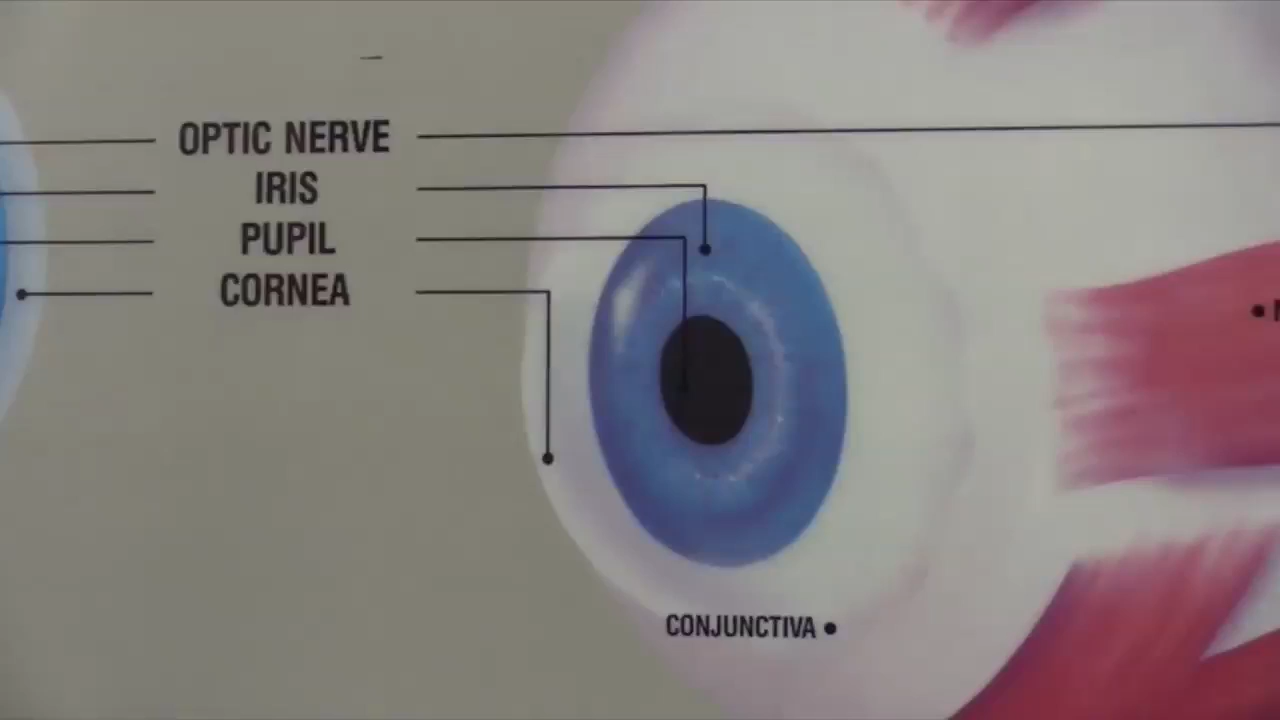 OPTIC NERVE
IRIS
PUPIL
CORNEA
CONJUNCTIVA